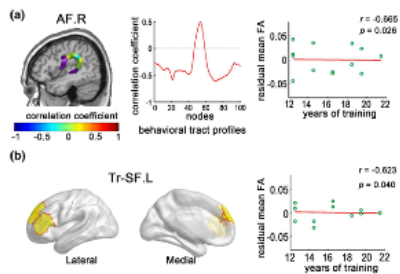 (a)
AF.R
correlation coefficient
-1 -0.5 0 0.5 1
correlation coefficient
0.5
0
-0.5
-1
0 20 40 60 80 100
nodes
behavioral tract profiles
residual mean FA
0.05
0
-0.05
r = -0.665
p = 0.026
12 14 16 18 20 22
years of training
(b)
Tr-SF.L
Lateral
Medial
residual mean FA
0.05
0
-0.05
r = -0.623
p = 0.040
12 14 16 18 20 22
years of training